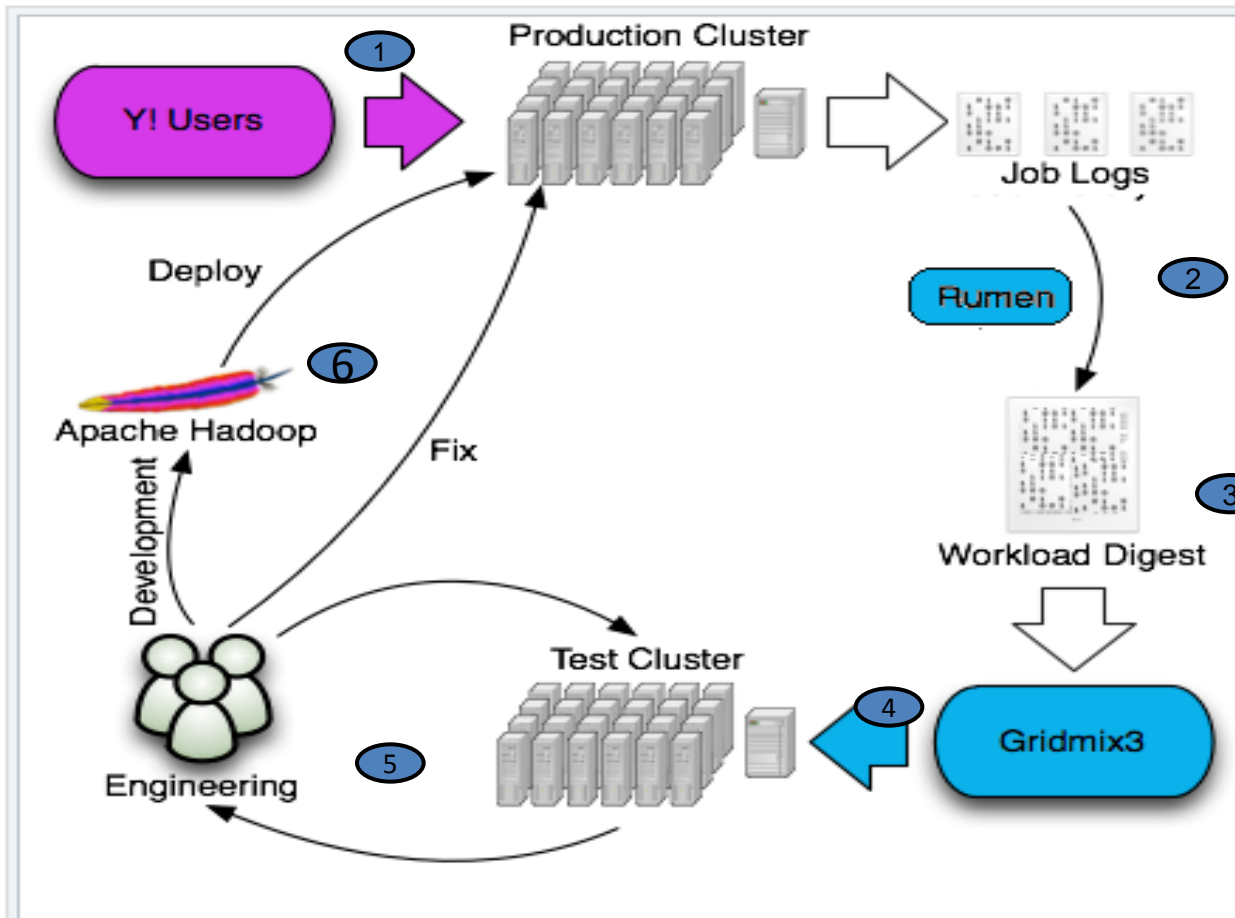 Production Cluster
1
Y! Users
Job Logs
Deploy
2
Rumen
6
Apache Hadoop
Fix
Development
3
Workload Digest
Test Cluster
4
Gridmix3
5
Engineering